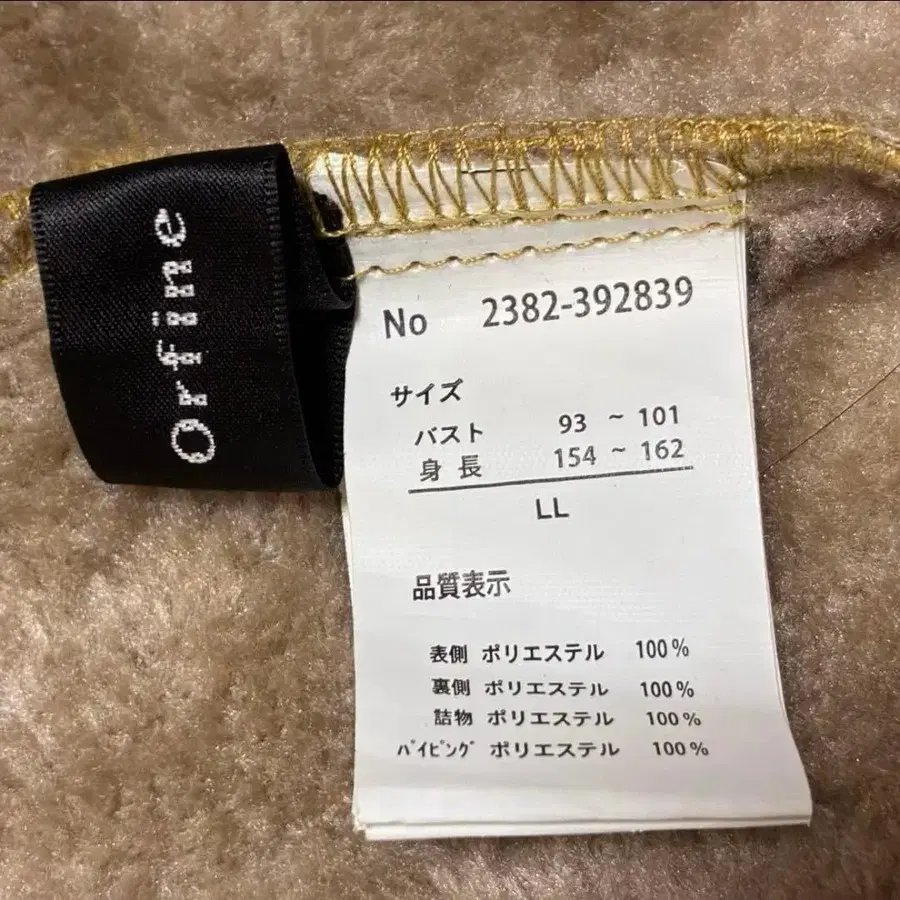 Orfine
No 2382-392839
サイズ
バスト 93 ~ 101
身長 154 ~ 162
LL
品質表示
表側 ポリエステル 100%
裏側 ポリエステル 100%
詰物 ポリエステル 100%
ﾊﾟｲﾋﾟﾝｸﾞ ポリエステル 100%